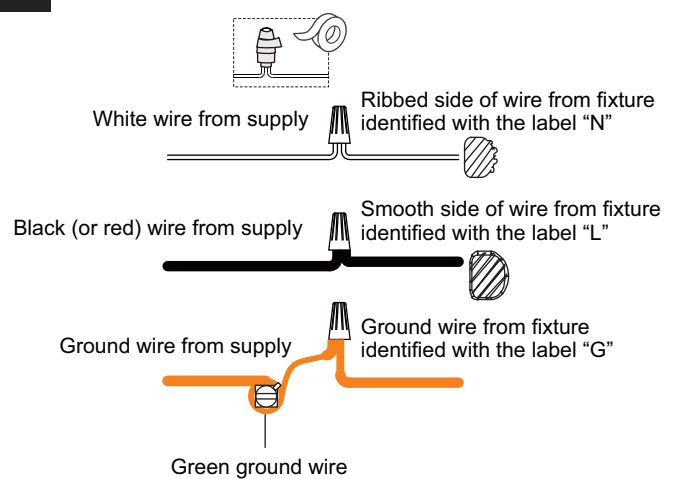 White wire from supply
Ribbed side of wire from fixture
identified with the label “N”
Black (or red) wire from supply
Smooth side of wire from fixture
identified with the label “L”
Ground wire from supply
Ground wire from fixture
identified with the label “G”
Green ground wire